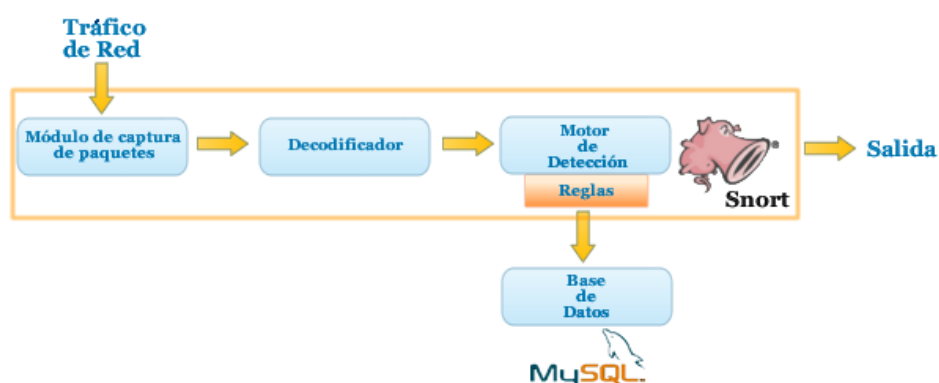 Tráfico
de Red
Módulo de captura
de paquetes
Decodificador
Motor
de
Detección
Reglas
Snort
Salida
Base
de
Datos
MySQL